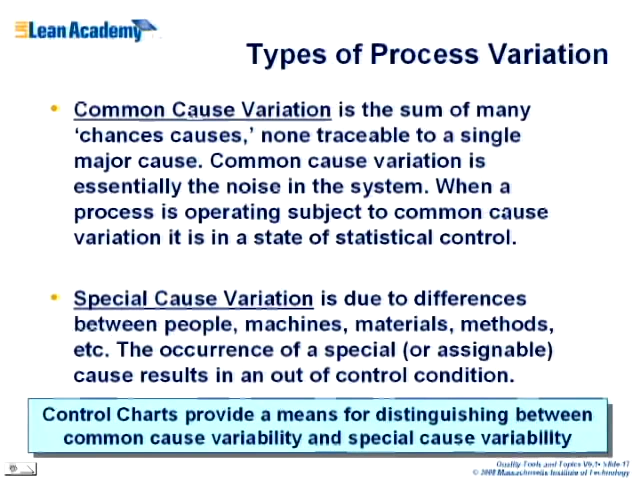 Lean Academy
Types of Process Variation
• Common Cause Variation is the sum of many
‘chances causes,’ none traceable to a single
major cause. Common cause variation is
essentially the noise in the system. When a
process is operating subject to common cause
variation it is in a state of statistical control.
• Special Cause Variation is due to differences
between people, machines, materials, methods,
etc. The occurrence of a special (or assignable)
cause results in an out of control condition.
Control Charts provide a means for distinguishing between
common cause variability and special cause variability
Quality Tools and Topics Slide 17
© Massachusetts Institute of Technology